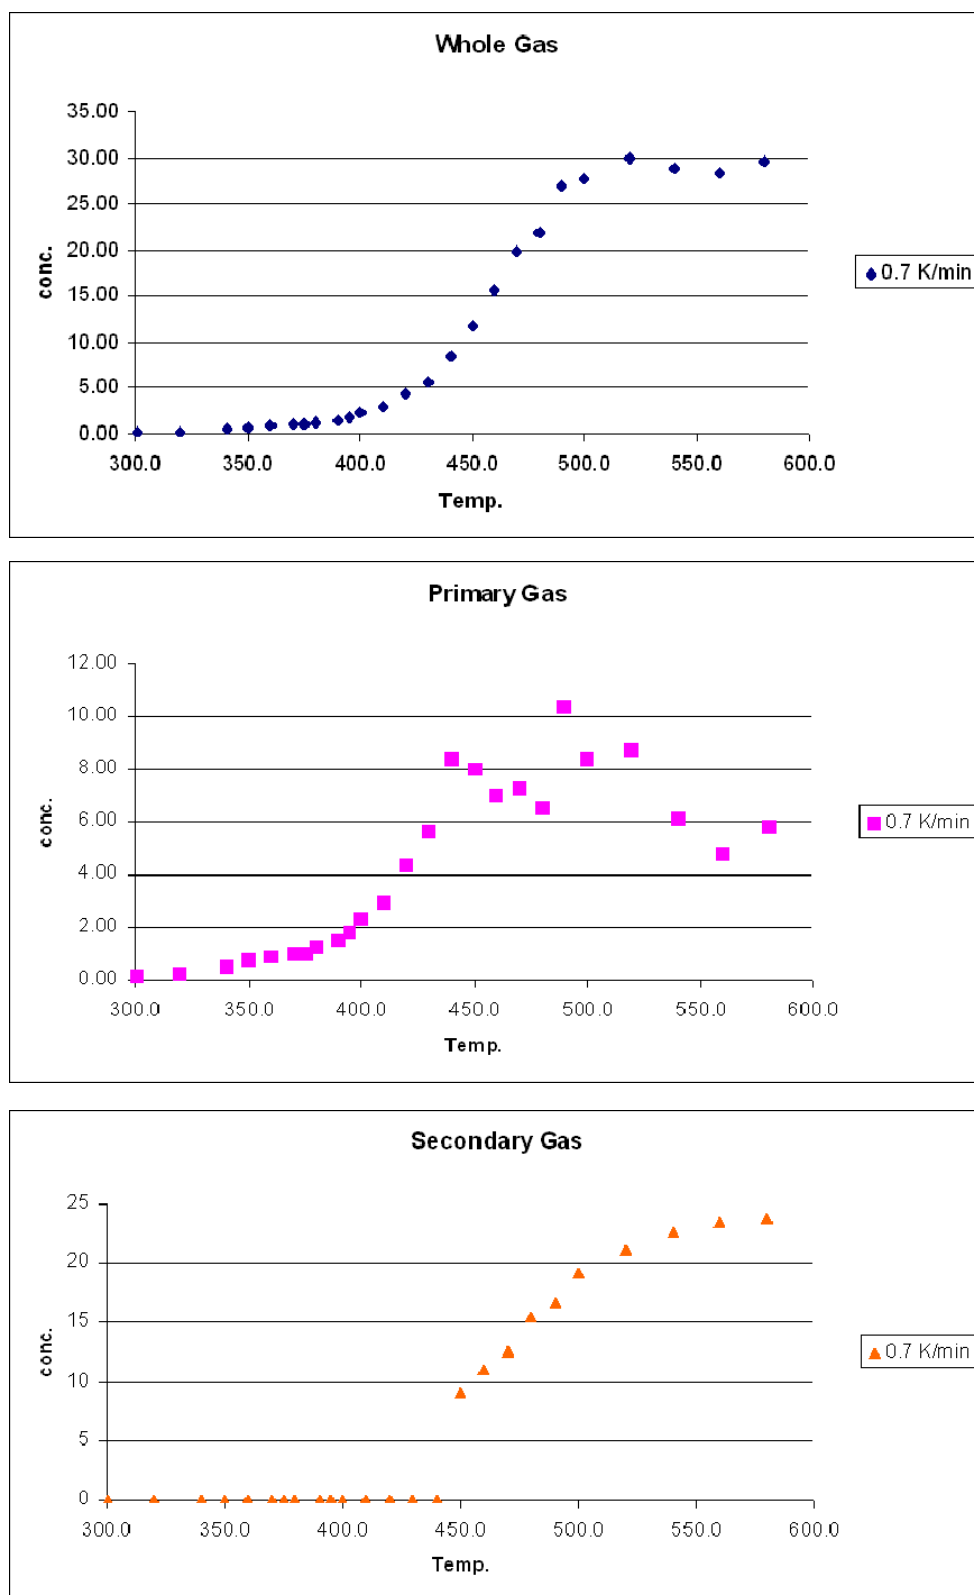 Whole Gas
35.00
30.00
25.00
20.00
15.00
10.00
5.00
0.00
conc.
300.0 350.0 400.0 450.0 500.0 550.0 600.0
Temp.
0.7 K/min
Primary Gas
12.00
10.00
8.00
6.00
4.00
2.00
0.00
conc.
300.0 350.0 400.0 450.0 500.0 550.0 600.0
Temp.
0.7 K/min
Secondary Gas
25
20
15
10
5
0
conc.
300.0 350.0 400.0 450.0 500.0 550.0 600.0
Temp.
0.7 K/min